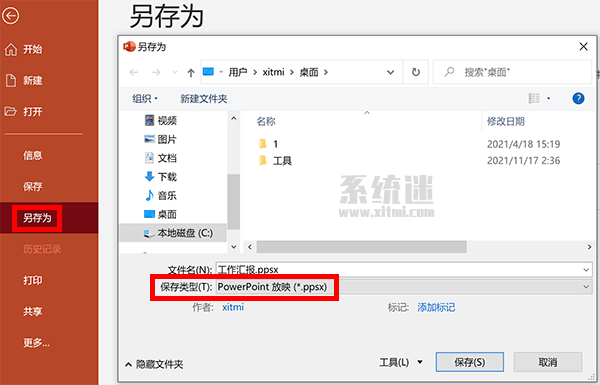 另存为
开始
新建
打开
信息
保存
另存为
历史记录
打印
共享
更多...
另存为
用户 › xitmi › 桌面
搜索"桌面"
组织
新建文件夹
视频
图片
文档
下载
音乐
桌面
本地磁盘 (C:)
名称 修改日期
1 2021/4/18 15:19
工具 2021/11/17 2:36
系统迷
www.xitmi.com
文件名(N): 工作汇报.ppsx
保存类型(T): PowerPoint 放映 (*.ppsx)
作者: xitmi 标记: 添加标记
隐藏文件夹
工具(L)
保存(S)
取消